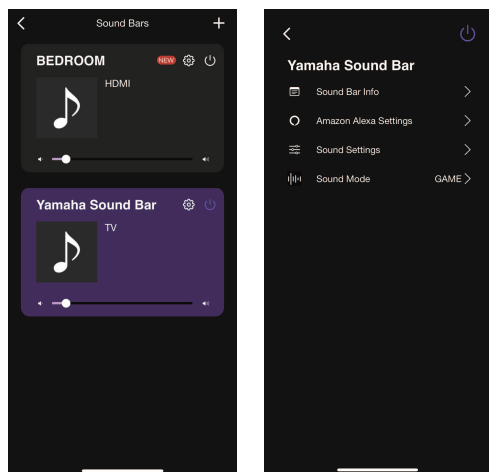 Sound Bars
BEDROOM
NEW
HDMI
Yamaha Sound Bar
TV
Yamaha Sound Bar
Sound Bar Info
Amazon Alexa Settings
Sound Settings
Sound Mode GAME